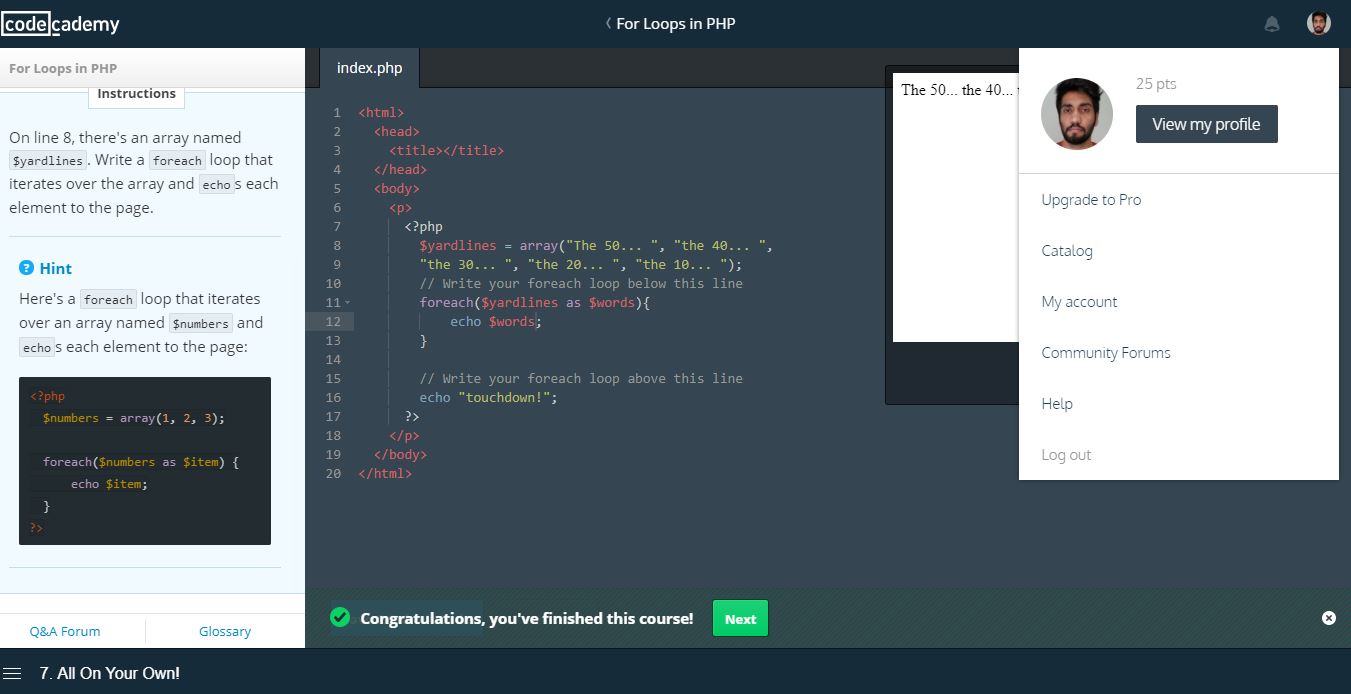 codecademy
For Loops in PHP
For Loops in PHP
Instructions
On line 8, there's an array named
$yardlines. Write a foreach loop that
iterates over the array and echos each
element to the page.
Hint
Here's a foreach loop that iterates
over an array named $numbers and
echos each element to the page:
<?php
$numbers = array(1, 2, 3);
foreach($numbers as $item) {
echo $item;
}
?>
Q&A Forum
Glossary
index.php
1 <html>
2 <head>
3 <title></title>
4 </head>
5 <body>
6 <p>
7 <?php
8 $yardlines = array("The 50... ", "the 40... ",
9 "the 30... ", "the 20... ", "the 10... ");
10 // Write your foreach loop below this line
11 foreach($yardlines as $words){
12 echo $words;
13 }
14
15 // Write your foreach loop above this line
16 echo "touchdown!";
17 ?>
18 </p>
19 </body>
20 </html>
The 50... the 40...
25 pts
View my profile
Upgrade to Pro
Catalog
My account
Community Forums
Help
Log out
Congratulations, you've finished this course!
Next
7. All On Your Own!